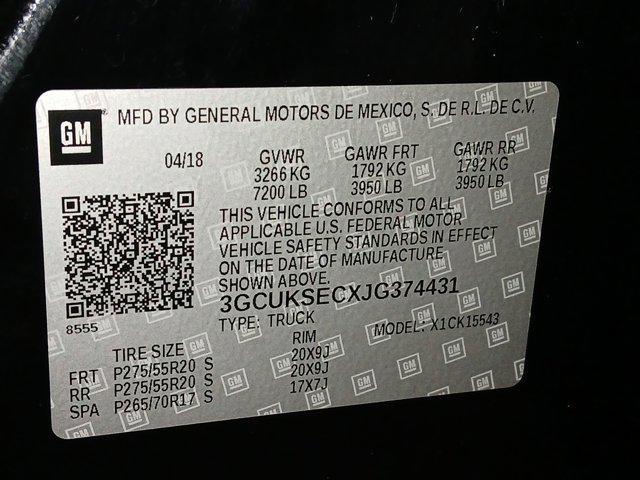 GM
MFD BY GENERAL MOTORS DE MEXICO, S. DE R.L. DE C.V.
04/18 GVWR GAWR FRT GAWR RR
3266 KG 1792 KG 1792 KG
7200 LB 3950 LB 3950 LB
THIS VEHICLE CONFORMS TO ALL
APPLICABLE U.S. FEDERAL MOTOR
VEHICLE SAFETY STANDARDS IN EFFECT
ON THE DATE OF MANUFACTURE
SHOWN ABOVE.
3GCUKSECXJG374431
8555
TYPE: TRUCK MODEL: X1CK15543
TIRE SIZE RIM
FRT P275/55R20 S 20X9J
RR P275/55R20 S 20X9J
SPA P265/70R17 S 17X7J